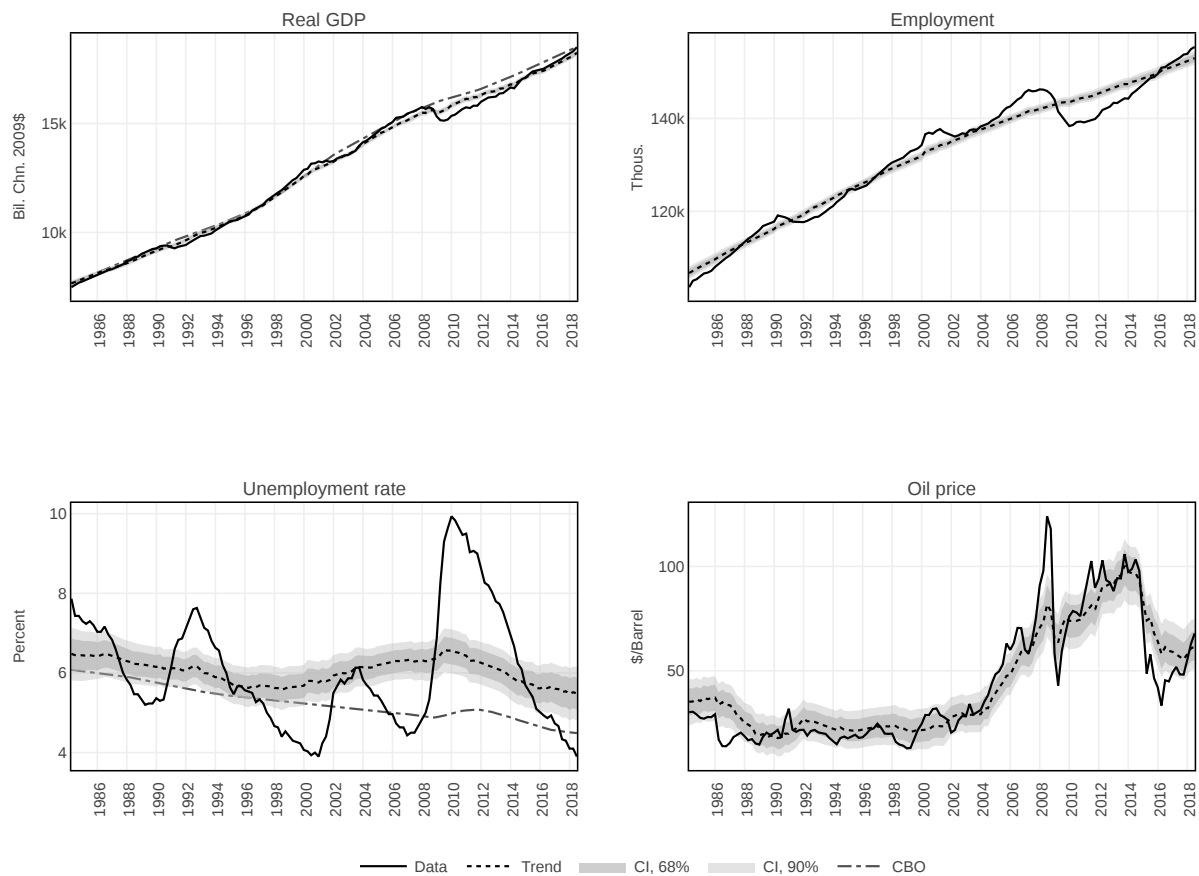 Real GDP
Employment
Bil. Chn. 2009$
15k
10k
Thous.
140k
120k
1986 1988 1990 1992 1994 1996 1998 2000 2002 2004 2006 2008 2010 2012 2014 2016 2018
1986 1988 1990 1992 1994 1996 1998 2000 2002 2004 2006 2008 2010 2012 2014 2016 2018
Unemployment rate
Oil price
Percent
10
8
6
4
$/Barrel
100
50
1986 1988 1990 1992 1994 1996 1998 2000 2002 2004 2006 2008 2010 2012 2014 2016 2018
1986 1988 1990 1992 1994 1996 1998 2000 2002 2004 2006 2008 2010 2012 2014 2016 2018
Data Trend CI, 68% CI, 90% CBO